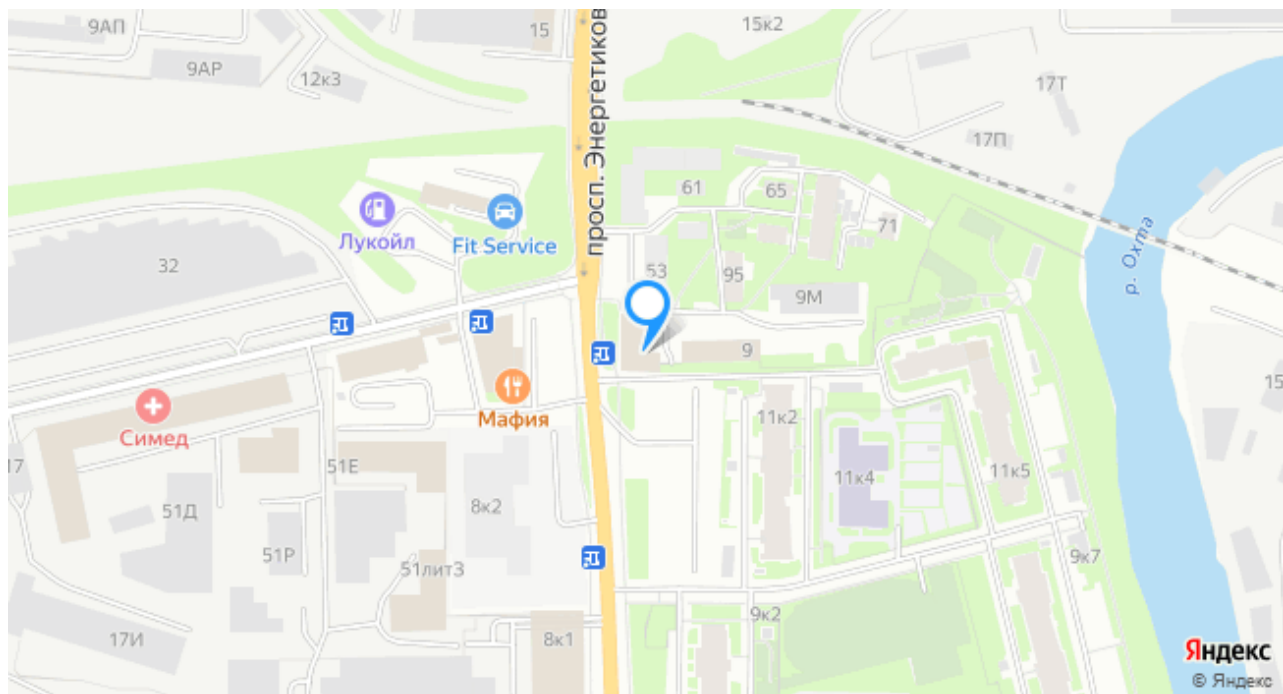 9АП
15
15к2
9АР
12к3
17Т
17П
просп. Энергетиков
61
65
71
Лукойл
Fit Service
р. Охта
32
53
95
9М
9
Мафия
11к2
Симед
15
17
51Е
11к4
11к5
51Д
8к2
51Р
51литЗ
9к7
9к2
17И
8к1
Яндекс
© Яндекс